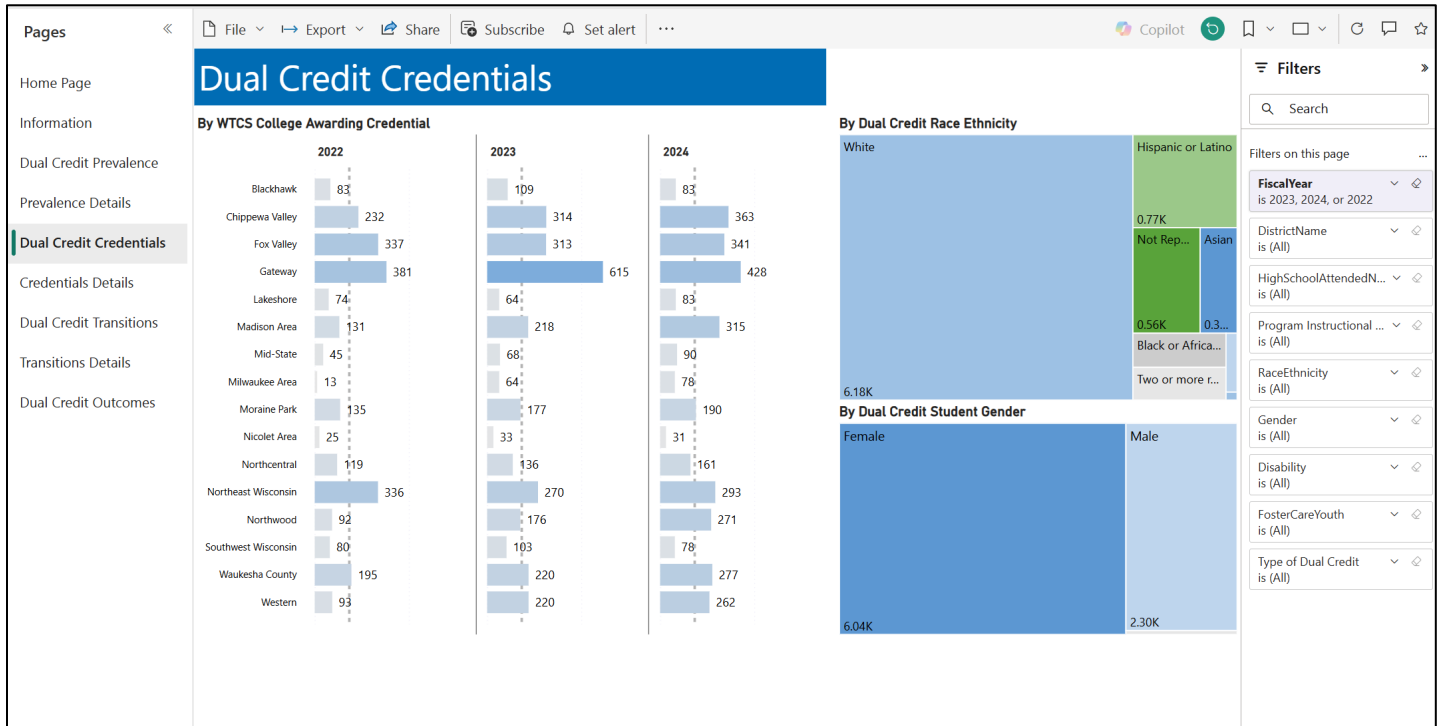 Pages
File
Export
Share
Subscribe
Set alert
...
Copilot
Home Page
Information
Dual Credit Prevalence
Prevalence Details
Dual Credit Credentials
Credentials Details
Dual Credit Transitions
Transitions Details
Dual Credit Outcomes
Dual Credit Credentials
By WTCS College Awarding Credential
2022 2023 2024
Blackhawk 83 109 83
Chippewa Valley 232 314 363
Fox Valley 337 313 341
Gateway 381 615 428
Lakeshore 74 64 83
Madison Area 131 218 315
Mid-State 45 68 90
Milwaukee Area 13 64 78
Moraine Park 135 177 190
Nicolet Area 25 33 31
Northcentral 119 136 161
Northeast Wisconsin 336 270 293
Northwood 92 176 271
Southwest Wisconsin 80 103 78
Waukesha County 195 220 277
Western 93 220 262
By Dual Credit Race Ethnicity
White
6.18K
Hispanic or Latino
0.77K
Not Rep...
0.56K
Asian
0.3...
Black or Africa...
Two or more r...
By Dual Credit Student Gender
Female
6.04K
Male
2.30K
Filters
Search
Filters on this page
...
FiscalYear
is 2023, 2024, or 2022
DistrictName
is (All)
HighSchoolAttendedN...
is (All)
Program Instructional ...
is (All)
RaceEthnicity
is (All)
Gender
is (All)
Disability
is (All)
FosterCareYouth
is (All)
Type of Dual Credit
is (All)